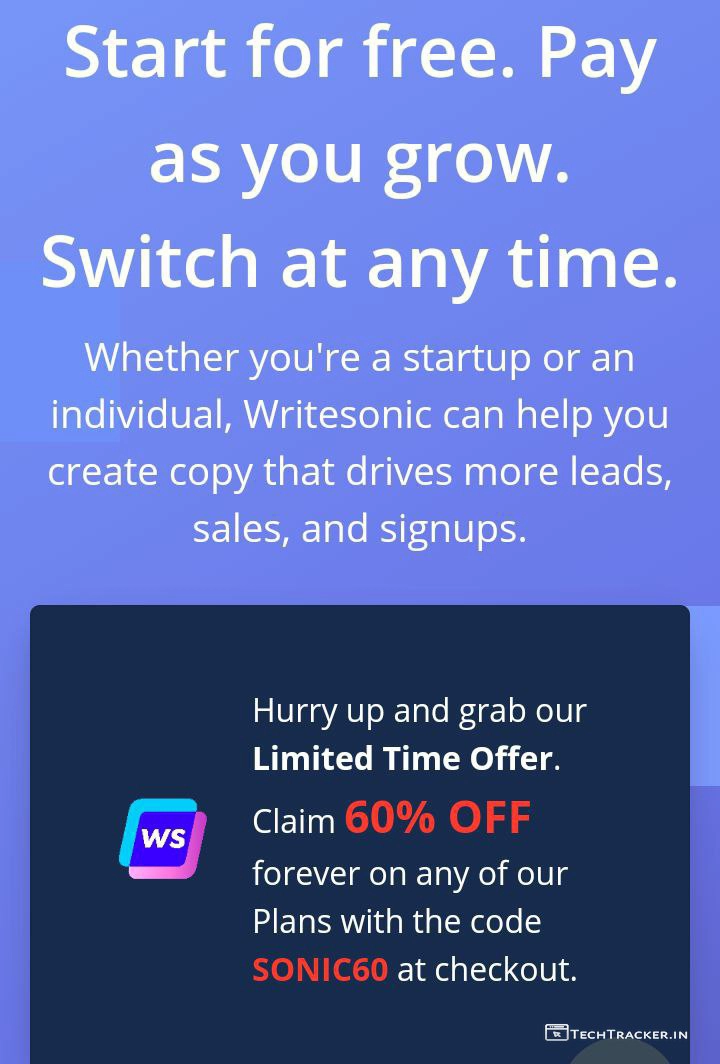 Start for free. Pay
as you grow.
Switch at any time.
Whether you're a startup or an
individual, Writesonic can help you
create copy that drives more leads,
sales, and signups.
Hurry up and grab our
Limited Time Offer.
Claim 60% OFF
forever on any of our
Plans with the code
SONIC60 at checkout.
WS
TECHTRACKER.IN